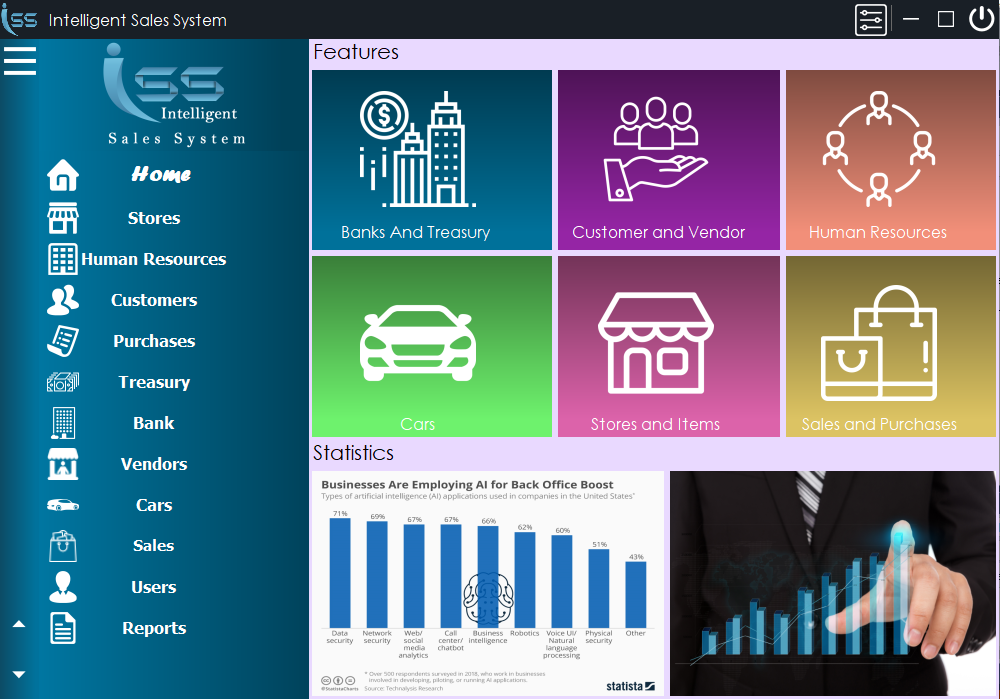 iss Intelligent Sales System
iss
Intelligent
Sales System
Home
Stores
Human Resources
Customers
Purchases
Treasury
Bank
Vendors
Cars
Sales
Users
Reports
Features
Banks And Treasury
Customer and Vendor
Human Resources
Cars
Stores and Items
Sales and Purchases
Statistics
Businesses Are Employing AI for Back Office Boost
Types of artificial intelligence (AI) applications used in companies in the United States*
71% 69% 67% 67% 66% 62% 60% 51% 43%
Data security
Network security
Web/ social media analytics
Call center/ chatbot
Business intelligence
Robotics
Voice UI/ Natural language processing
Physical security
Other
* Over 500 respondents surveyed in 2018, who work in businesses
involved in developing, piloting, or running AI applications.
@StatistaCharts Source: Technalysis Research
statista